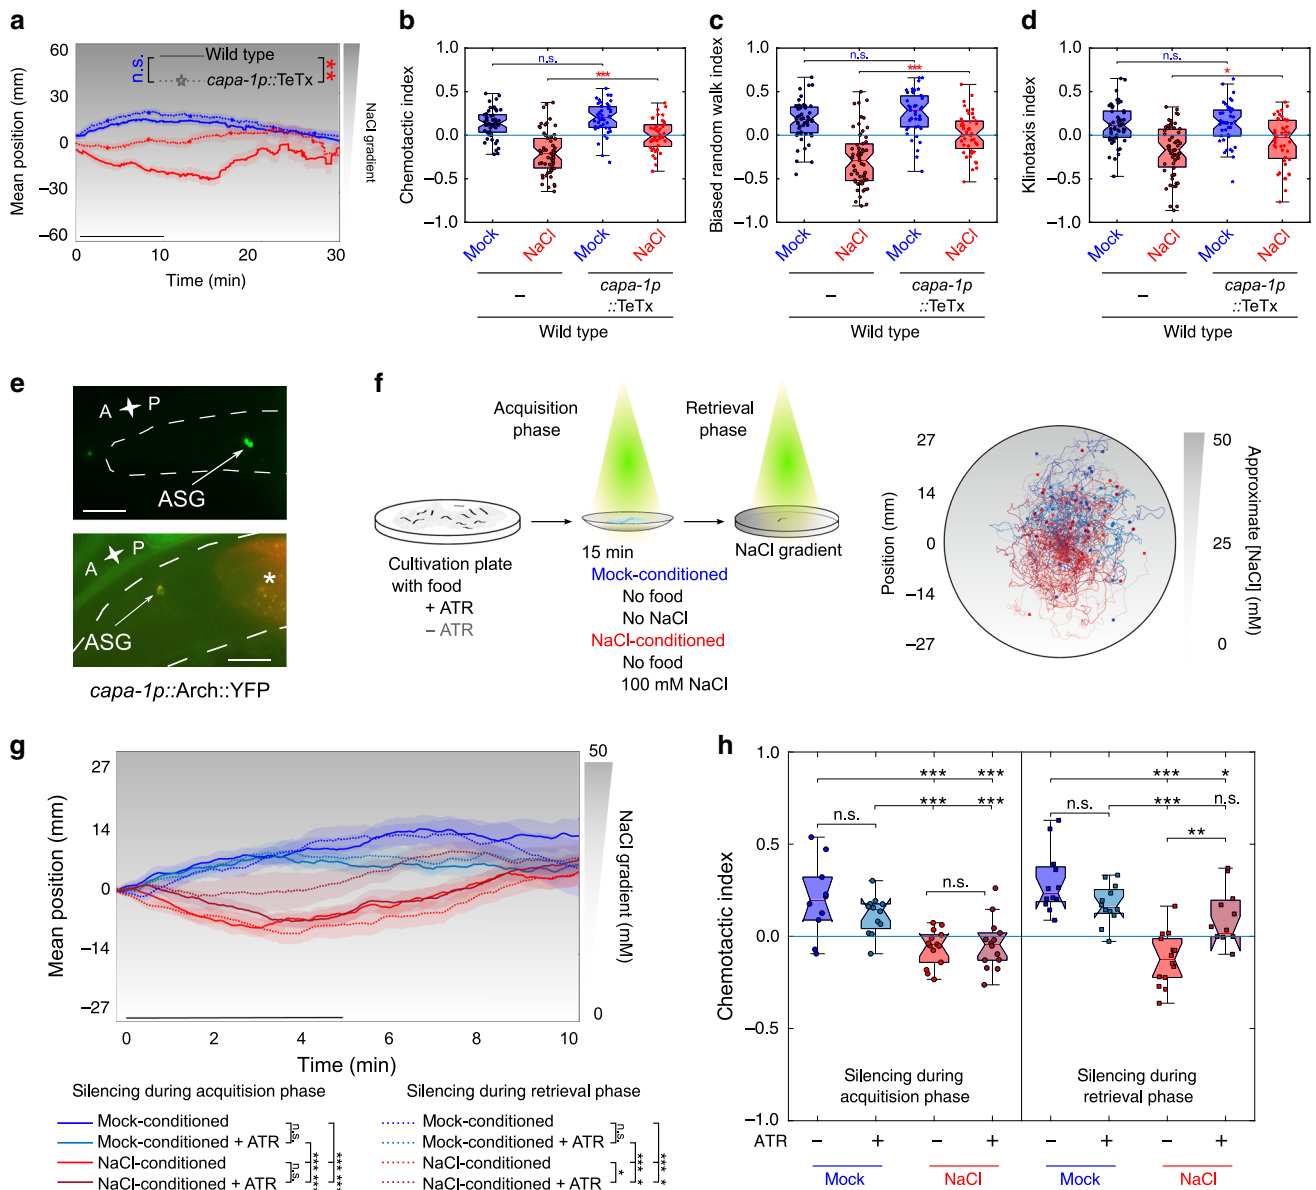 a
60
30
0
−30
−60
Mean position (mm)
n.s.
Wild type
capa-1p::TeTx
**
NaCl gradient
0 10 20 30
Time (min)
b
1.0
0.5
0.0
−0.5
−1.0
Chemotactic index
n.s.
***
Mock NaCl Mock NaCl
– capa-1p
::TeTx
Wild type
c
1.0
0.5
0.0
−0.5
−1.0
Biased random walk index
n.s.
***
Mock NaCl Mock NaCl
– capa-1p
::TeTx
Wild type
d
1.0
0.5
0.0
−0.5
−1.0
Klinotaxis index
n.s.
*
Mock NaCl Mock NaCl
– capa-1p
::TeTx
Wild type
e
A P
ASG
A P
*
ASG
capa-1p::Arch::YFP
f
Acquisition
phase
Retrieval
phase
Cultivation plate
with food
+ ATR
– ATR
15 min
Mock-conditioned
No food
No NaCl
NaCl-conditioned
No food
100 mM NaCl
NaCl gradient
27
14
0
−14
−27
Position (mm)
50
25
0
Approximate [NaCl] (mM)
g
27
14
0
−14
−27
Mean position (mm)
50
0
NaCl gradient (mM)
0 2 4 6 8 10
Time (min)
Silencing during acquitision phase
Mock-conditioned
Mock-conditioned + ATR
NaCl-conditioned
NaCl-conditioned + ATR
n.s.
n.s.
Silencing during retrieval phase
Mock-conditioned
Mock-conditioned + ATR
NaCl-conditioned
NaCl-conditioned + ATR
n.s.
*
h
1.0
0.5
0.0
−0.5
−1.0
Chemotactic index
*** ***
*** ***
n.s.
n.s.
*** *
*** n.s.
n.s.
**
Silencing during
acquitision phase
Silencing during
retrieval phase
ATR – + – + – + – +
Mock NaCl Mock NaCl